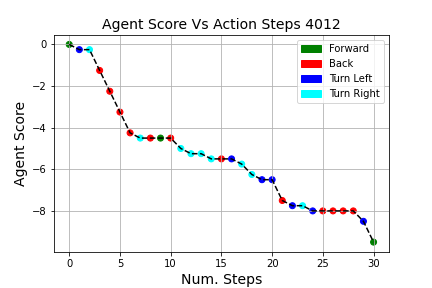 Agent Score Vs Action Steps 4012
Forward
Back
Turn Left
Turn Right
Agent Score
0
−2
−4
−6
−8
0 5 10 15 20 25 30
Num. Steps